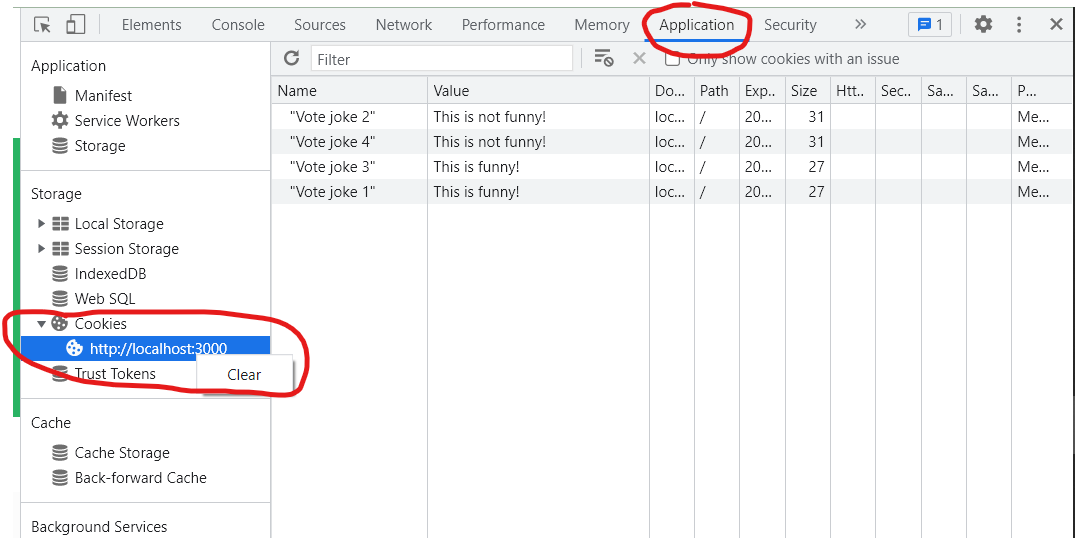 Elements Console Sources Network Performance Memory Application Security » 1
Application
Manifest
Service Workers
Storage
Storage
Local Storage
Session Storage
IndexedDB
Web SQL
Cookies
http://localhost:3000
Clear
Trust Tokens
Cache
Cache Storage
Back-forward Cache
Background Services
Filter Only show cookies with an issue
Name Value Do... Path Exp.. Size Htt.. Sec.. Sa... Sa... P...
"Vote joke 2" This is not funny! loc... / 20... 31 Me...
"Vote joke 4" This is not funny! loc... / 20... 31 Me...
"Vote joke 3" This is funny! loc... / 20... 27 Me...
"Vote joke 1" This is funny! loc... / 20... 27 Me...